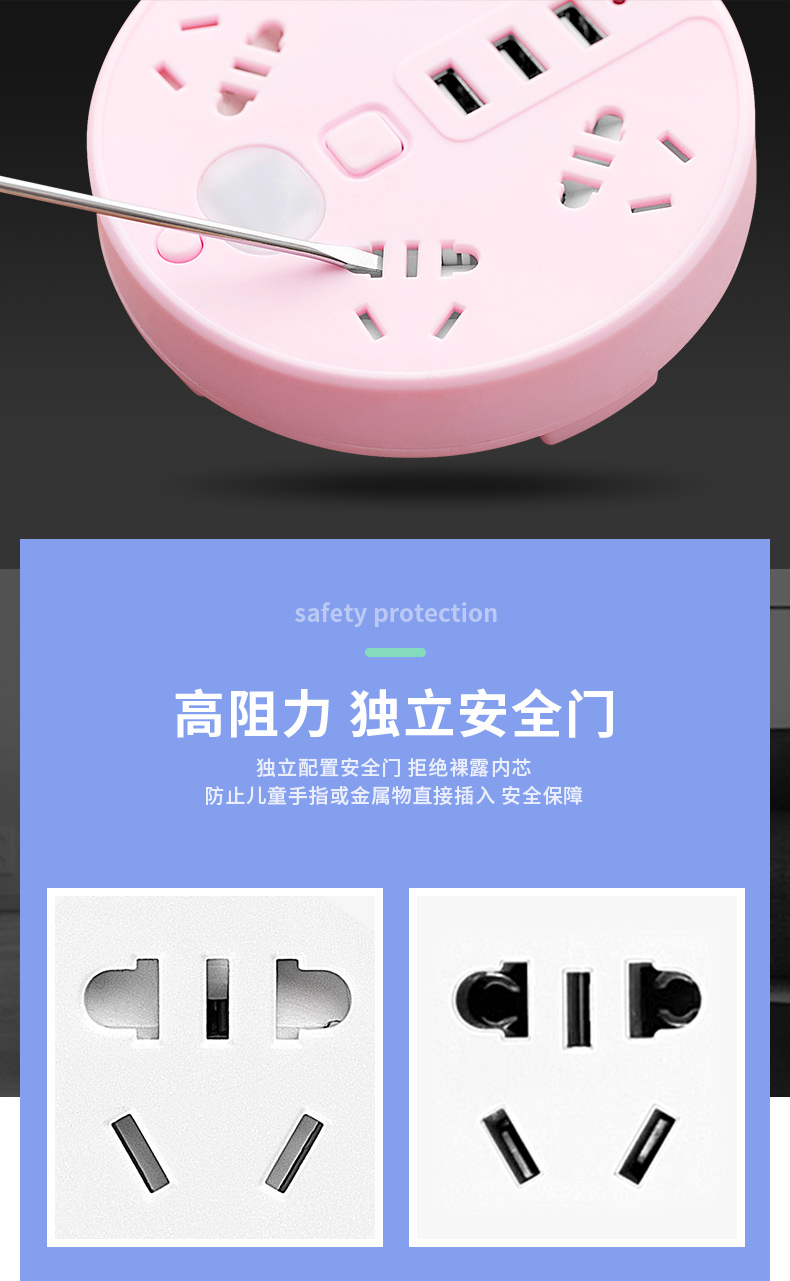 safety protection
高阻力 独立安全门
独立配置安全门 拒绝裸露内芯
防止儿童手指或金属物直接插入 安全保障